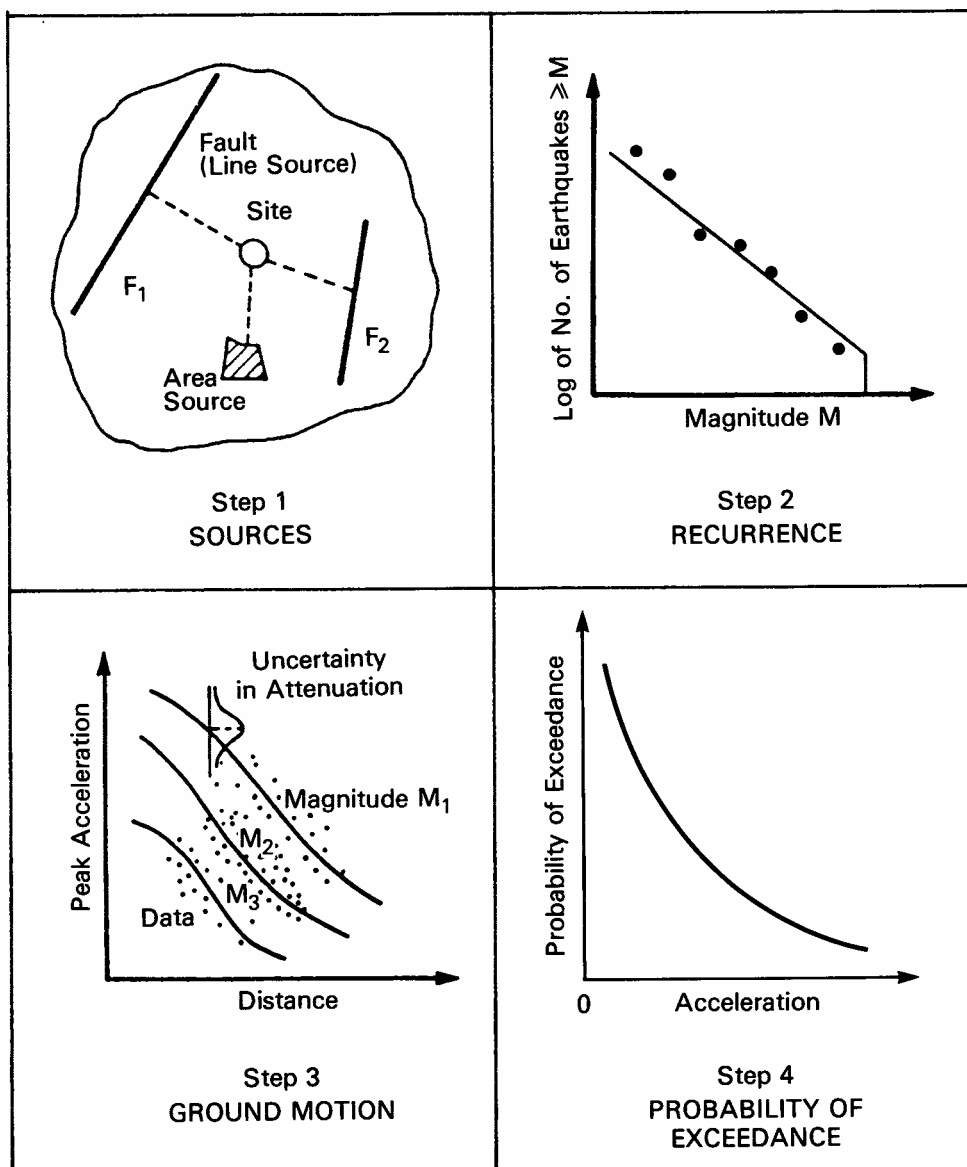 Fault
(Line Source)
Site
F1
F2
Area
Source
Step 1
SOURCES
Log of No. of Earthquakes ⩾ M
Magnitude M
Step 2
RECURRENCE
Uncertainty
in Attenuation
Peak Acceleration
Magnitude M1
M2
M3
Data
Distance
Step 3
GROUND MOTION
Probability of Exceedance
0
Acceleration
Step 4
PROBABILITY OF
EXCEEDANCE